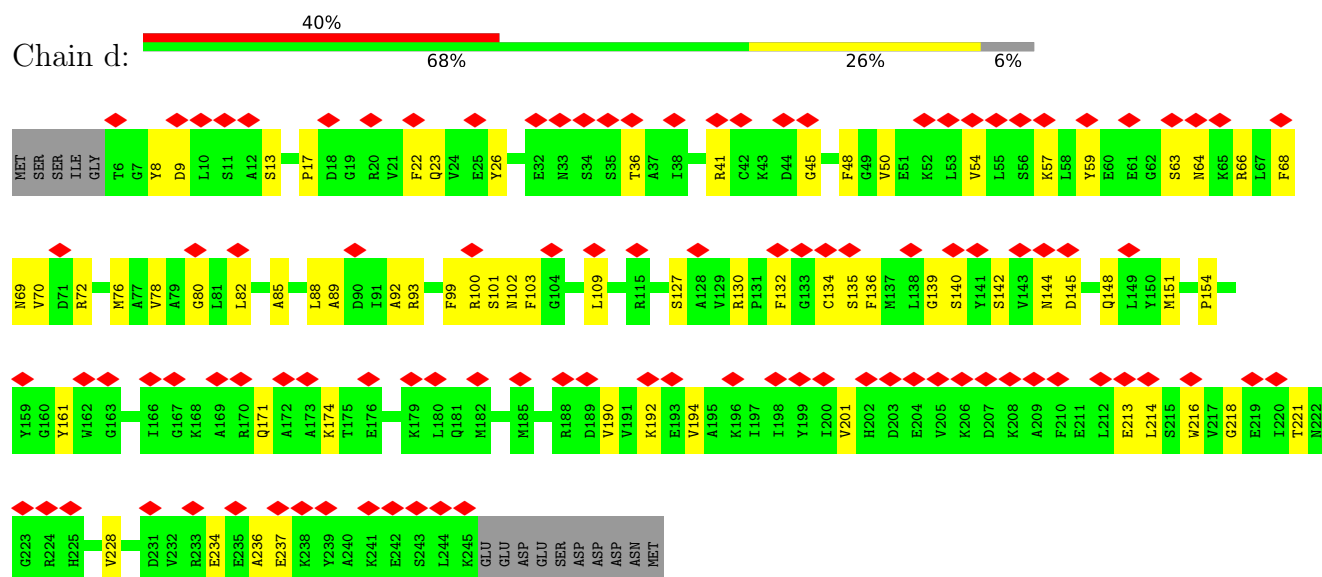 40%
Chain d:
68% 26% 6%
MET SER SER ILE GLY T6 G7 Y8 D9 L10 S11 A12 S13 P17 D18 G19 R20 V21 F22 Q23 V24 E25 Y26 E32 N33 S34 S35 T36 A37 I38 R41 C42 K43 D44 G45 F48 G49 V50 E51 K52 L53 V54 L55 S56 K57 L58 Y59 E60 E61 G62 S63 N64 K65 R66 L67 F68
N69 V70 D71 R72 M76 A77 V78 A79 G80 L81 L82 A85 L88 A89 D90 I91 A92 R93 F99 R100 S101 N102 F103 G104 L109 R115 S127 A128 V129 R130 P131 F132 G133 C134 S135 F136 M137 L138 G139 S140 Y141 S142 V143 N144 D145 Q148 L149 Y150 M151 P154
Y159 G160 Y161 W162 G163 I166 G167 K168 A169 R170 Q171 A172 A173 K174 T175 E176 K179 L180 Q181 M182 M185 R188 D189 V190 V191 K192 E193 V194 A195 K196 I197 I198 Y199 I200 V201 H202 D203 E204 V205 K206 D207 K208 A209 F210 E211 L212 E213 L214 S215 W216 V217 G218 E219 I220 T221 N222
G223 R224 H225 V228 D231 V232 R233 E234 E235 A236 E237 K238 Y239 A240 K241 E242 S243 L244 K245 GLU GLU ASP GLU SER ASP ASP ASP ASN MET